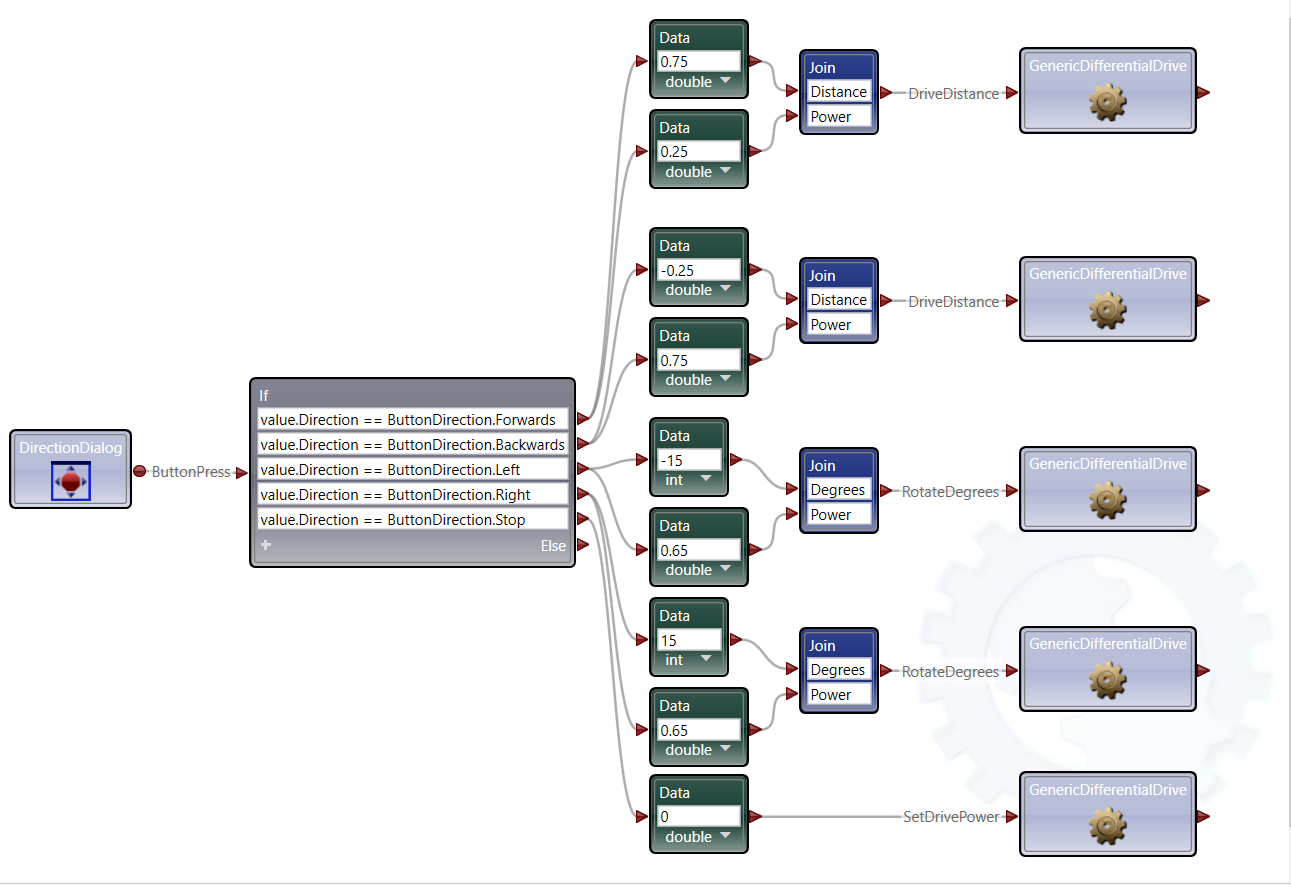 Data
0.75
double
Data
0.25
double
Join
Distance
Power
DriveDistance
GenericDifferentialDrive
Data
-0.25
double
Data
0.75
double
Join
Distance
Power
DriveDistance
GenericDifferentialDrive
DirectionDialog
ButtonPress
If
value.Direction == ButtonDirection.Forwards
value.Direction == ButtonDirection.Backwards
value.Direction == ButtonDirection.Left
value.Direction == ButtonDirection.Right
value.Direction == ButtonDirection.Stop
+ Else
Data
-15
int
Data
0.65
double
Join
Degrees
Power
RotateDegrees
GenericDifferentialDrive
Data
15
int
Data
0.65
double
Join
Degrees
Power
RotateDegrees
GenericDifferentialDrive
Data
0
double
SetDrivePower
GenericDifferentialDrive